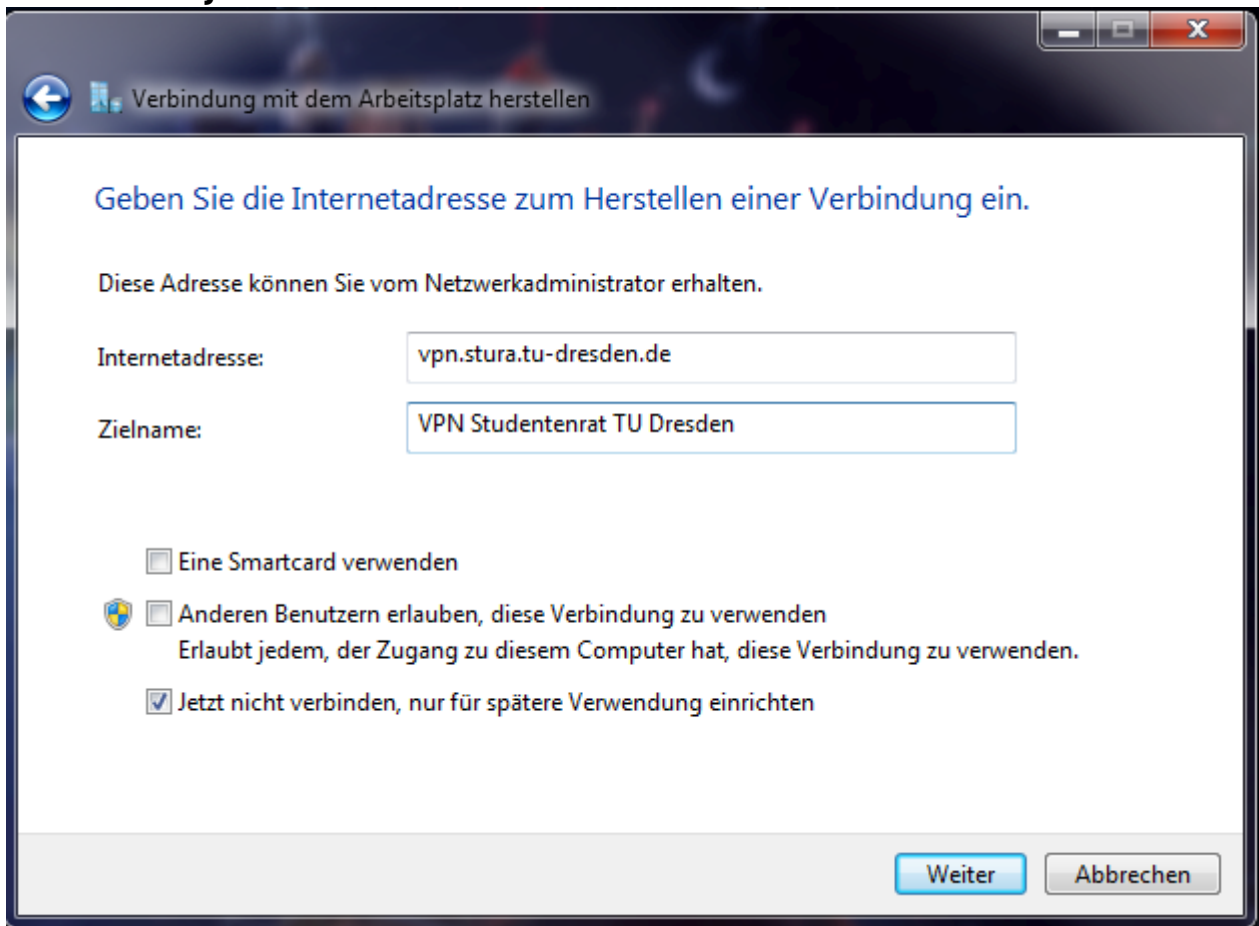 Verbindung mit dem Arbeitsplatz herstellen
Geben Sie die Internetadresse zum Herstellen einer Verbindung ein.
Diese Adresse können Sie vom Netzwerkadministrator erhalten.
Internetadresse: vpn.stura.tu-dresden.de
Zielname: VPN Studentenrat TU Dresden
Eine Smartcard verwenden
Anderen Benutzern erlauben, diese Verbindung zu verwenden
Erlaubt jedem, der Zugang zu diesem Computer hat, diese Verbindung zu verwenden.
Jetzt nicht verbinden, nur für spätere Verwendung einrichten
Weiter Abbrechen